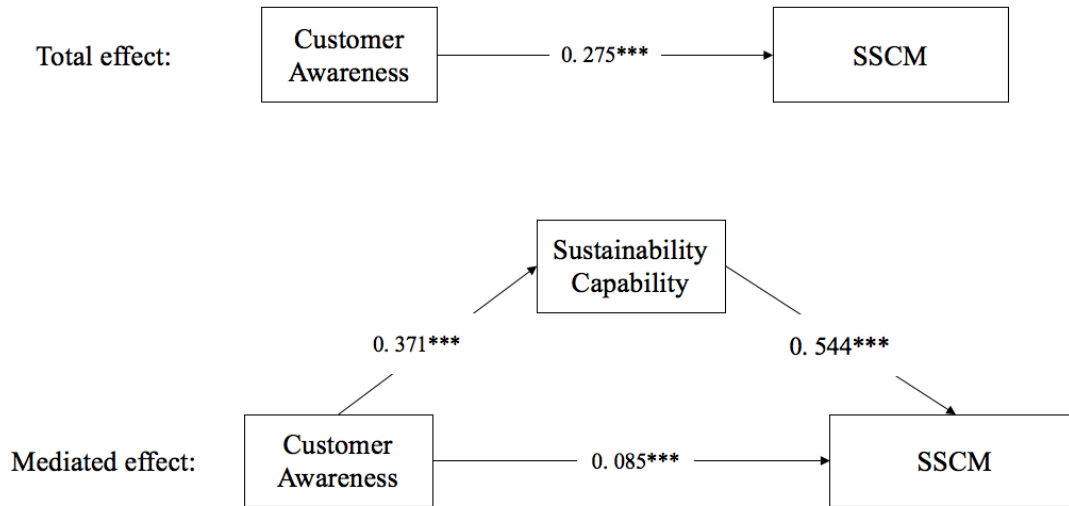 Total effect:
Customer
Awareness
0. 275***
SSCM
Sustainability
Capability
0. 371***
0. 544***
Mediated effect:
Customer
Awareness
0. 085***
SSCM